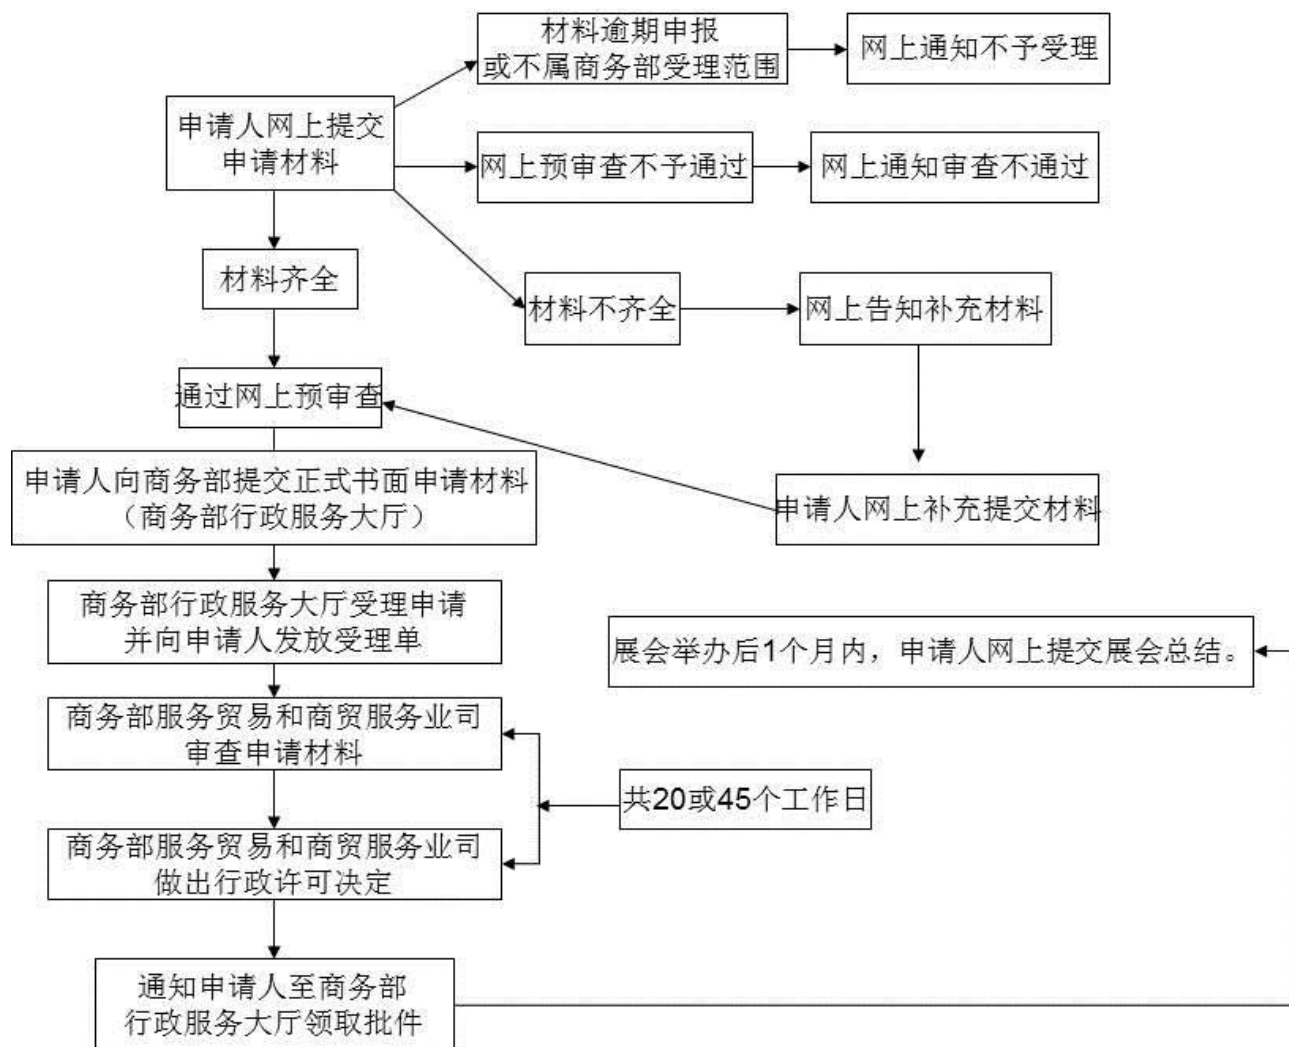 材料逾期申报
或不属商务部受理范围
网上通知不予受理
申请人网上提交
申请材料
网上预审查不予通过
网上通知审查不通过
材料齐全
材料不齐全
网上告知补充材料
通过网上预审查
申请人向商务部提交正式书面申请材料
（商务部行政服务大厅）
申请人网上补充提交材料
商务部行政服务大厅受理申请
并向申请人发放受理单
展会举办后1个月内，申请人网上提交展会总结。
商务部服务贸易和商贸服务业司
审查申请材料
共20或45个工作日
商务部服务贸易和商贸服务业司
做出行政许可决定
通知申请人至商务部
行政服务大厅领取批件